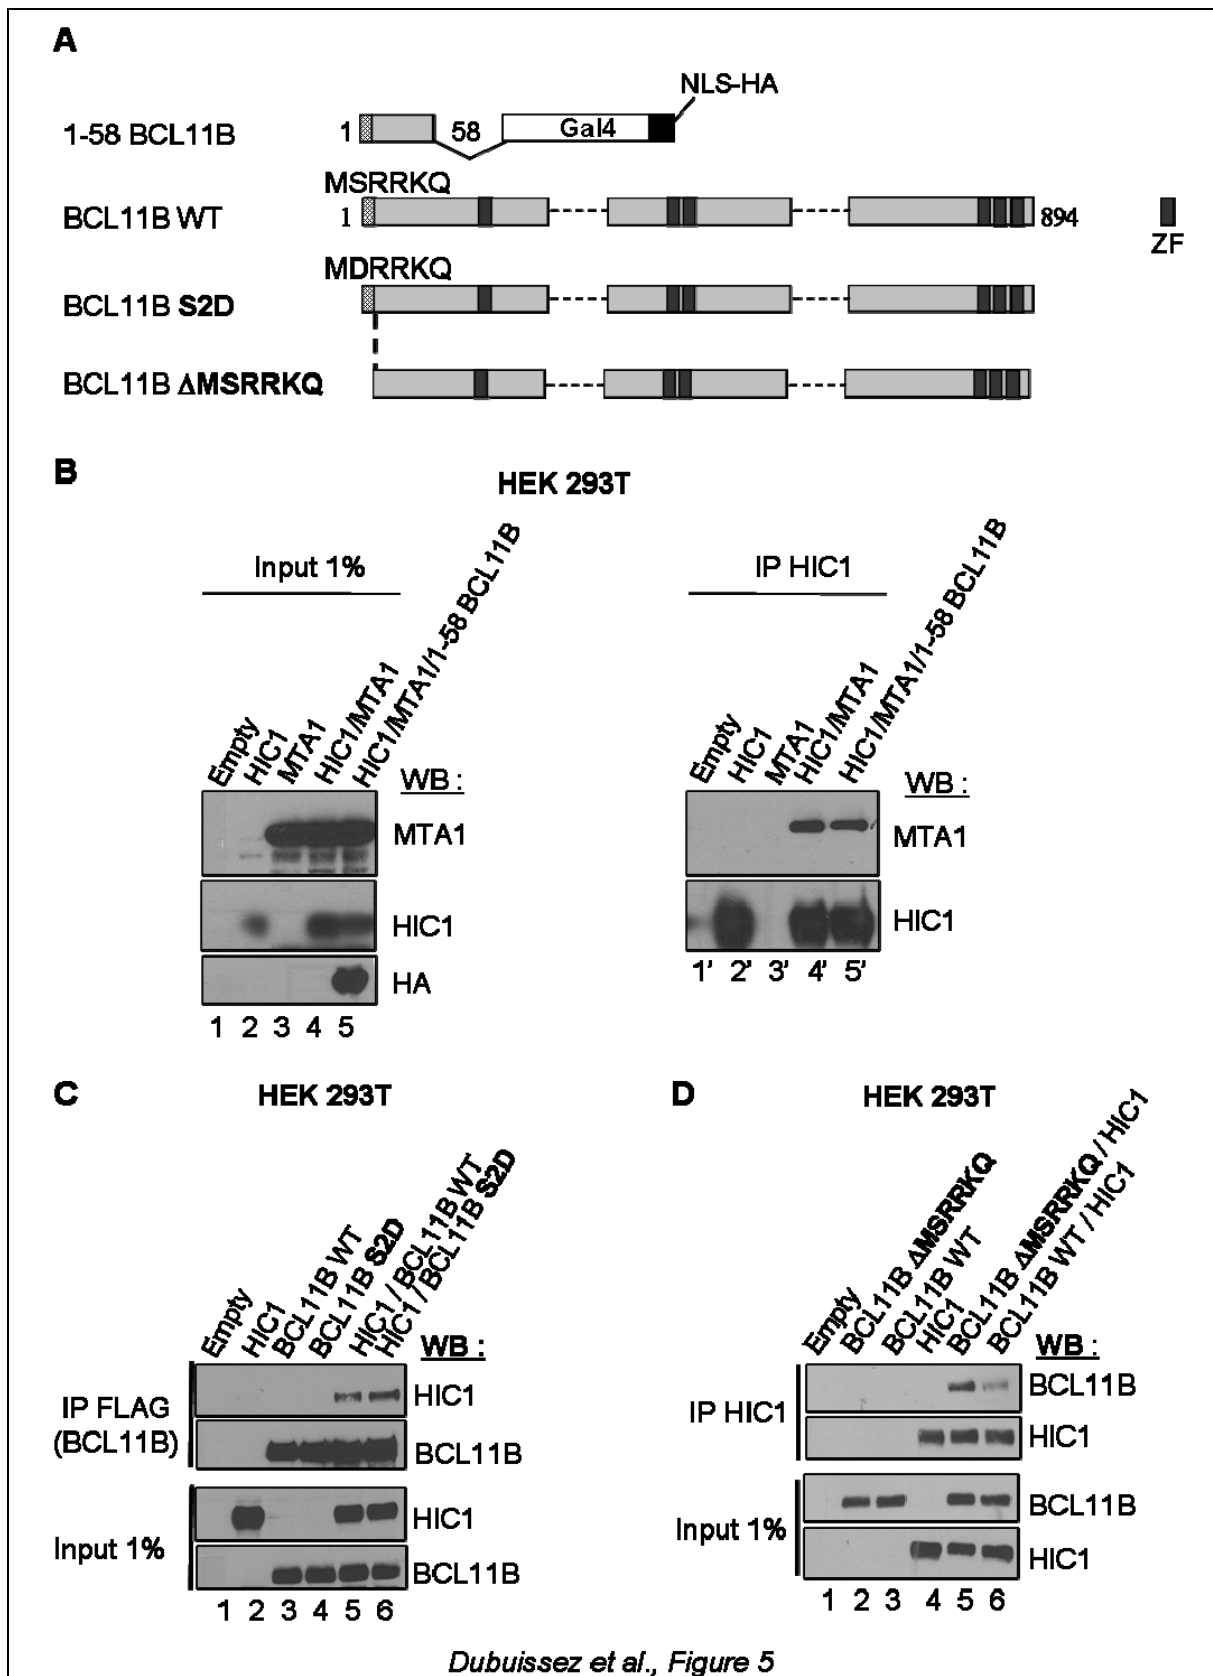 A
NLS-HA
1-58 BCL11B
1
58
Gal4
MSRRKQ
BCL11B WT
1
894
ZF
MDRRKQ
BCL11B S2D
BCL11B ΔMSRRKQ
B
HEK 293T
Input 1%
IP HIC1
Empty
HIC1
MTA1
HIC1/MTA1
HIC1/MTA1/1-58 BCL11B
WB :
MTA1
HIC1
HA
1 2 3 4 5
Empty
HIC1
MTA1
HIC1/MTA1
HIC1/MTA1/1-58 BCL11B
WB :
MTA1
HIC1
1' 2' 3' 4' 5'
C
HEK 293T
Empty
HIC1
BCL11B WT
BCL11B S2D
HIC1 / BCL11B WT
HIC1 / BCL11B S2D
WB :
IP FLAG
(BCL11B)
HIC1
BCL11B
Input 1%
HIC1
BCL11B
1 2 3 4 5 6
D
HEK 293T
Empty
BCL11B ΔMSRRKQ
BCL11B WT
HIC1
BCL11B ΔMSRRKQ / HIC1
BCL11B WT / HIC1
WB :
IP HIC1
BCL11B
HIC1
Input 1%
BCL11B
HIC1
1 2 3 4 5 6
Dubuissez et al., Figure 5